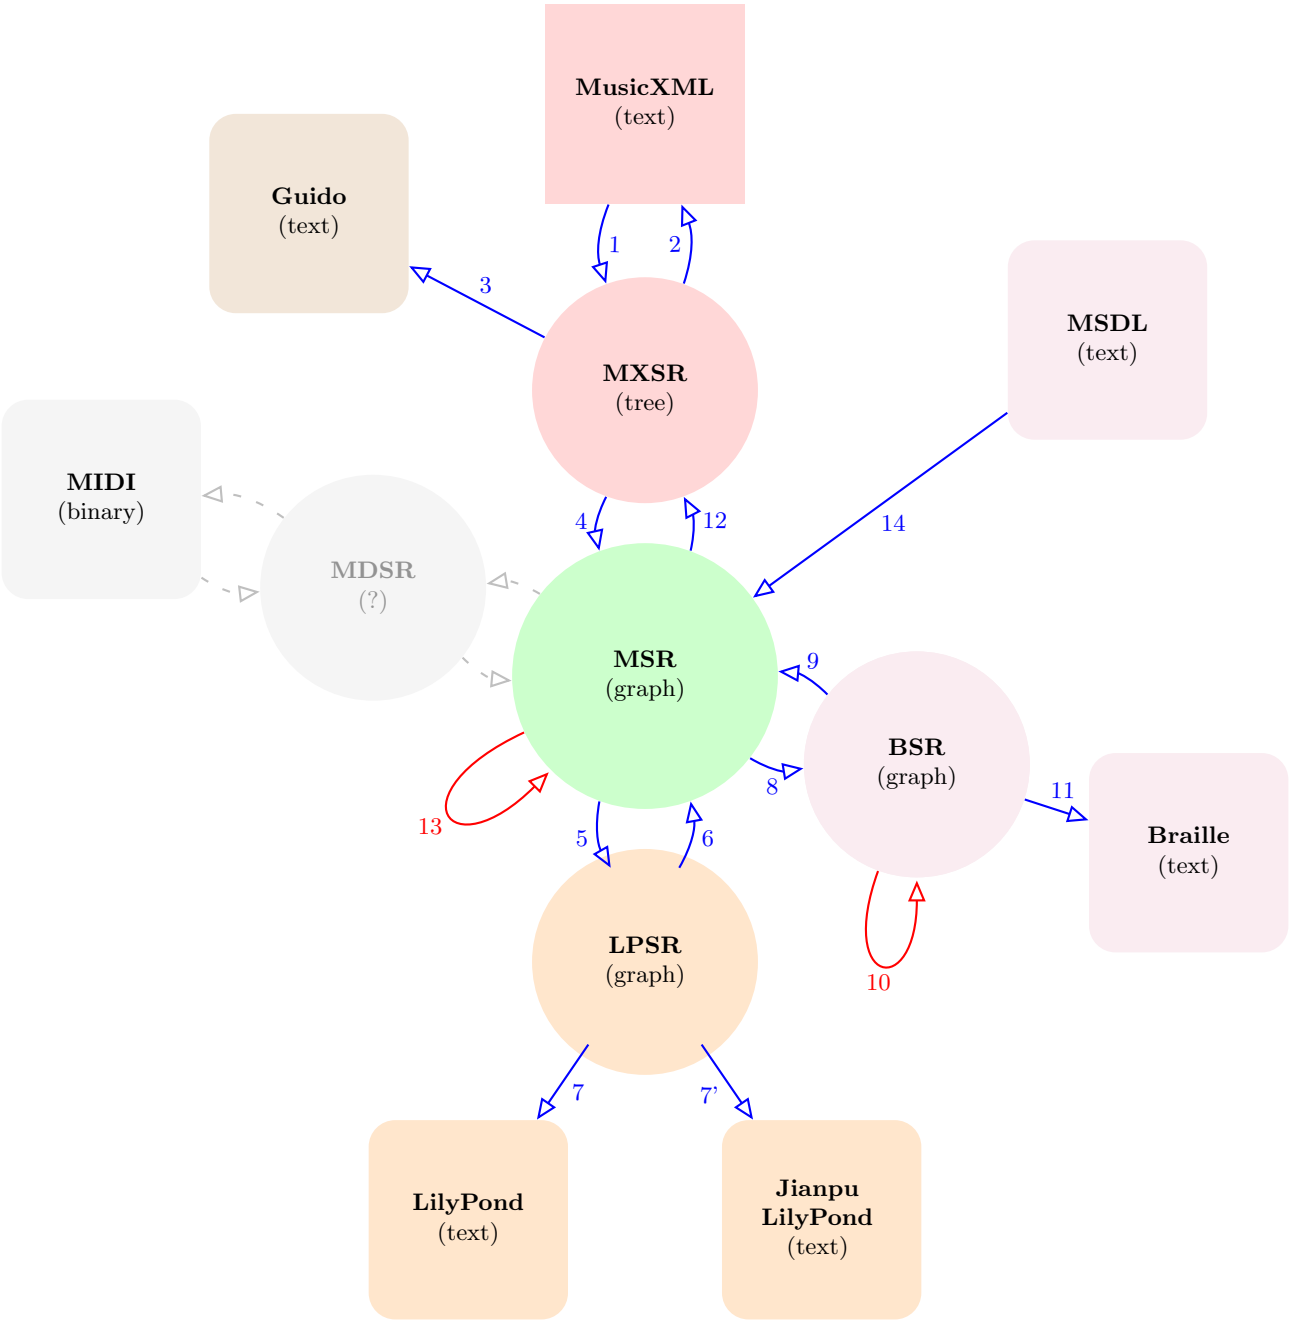 MusicXML
(text)
Guido
(text)
1
2
3
MSDL
(text)
MXSR
(tree)
MIDI
(binary)
4
12
14
MDSR
(?)
MSR
(graph)
9
BSR
(graph)
8
11
13
5
6
Braille
(text)
LPSR
(graph)
10
7
7'
LilyPond
(text)
Jianpu
LilyPond
(text)